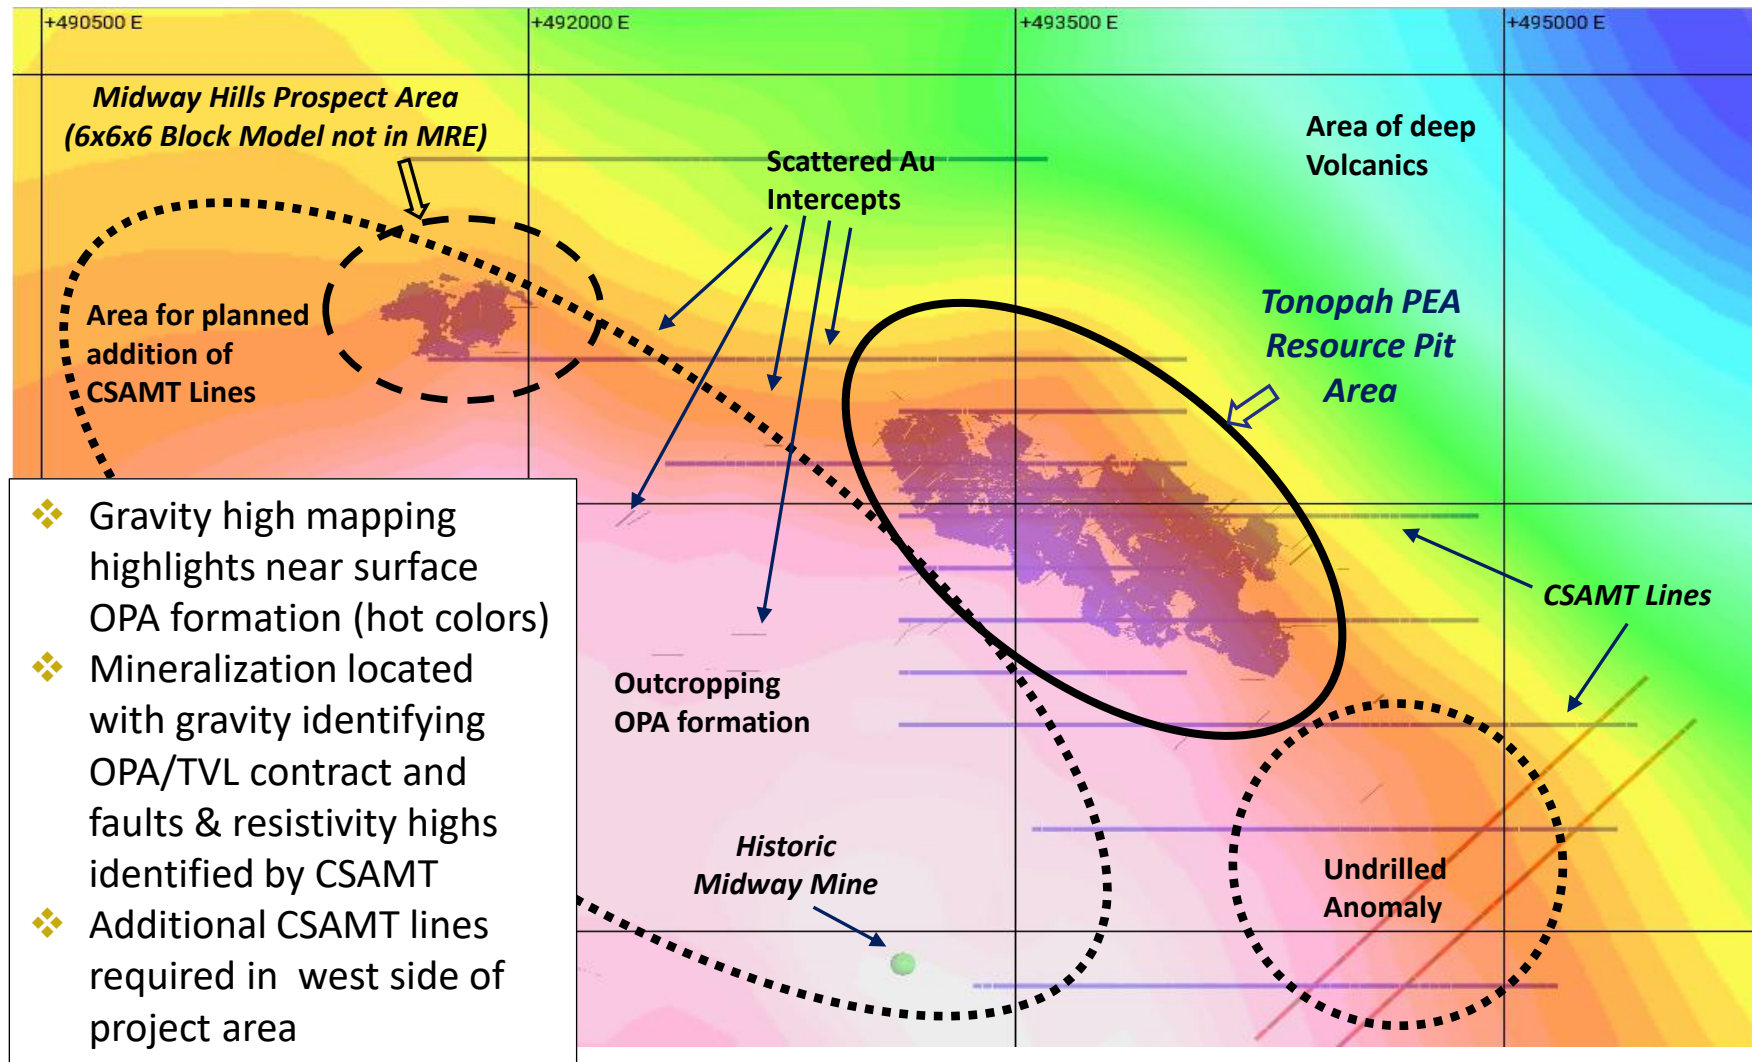 +490500 E
+492000 E
+493500 E
+495000 E
Midway Hills Prospect Area
(6x6x6 Block Model not in MRE)
Scattered Au
Intercepts
Area of deep
Volcanics
Area for planned
addition of
CSAMT Lines
Tonopah PEA
Resource Pit
Area
CSAMT Lines
Outcropping
OPA formation
Historic
Midway Mine
Undrilled
Anomaly
❖ Gravity high mapping
highlights near surface
OPA formation (hot colors)
❖ Mineralization located
with gravity identifying
OPA/TVL contract and
faults & resistivity highs
identified by CSAMT
❖ Additional CSAMT lines
required in  west side of
project area